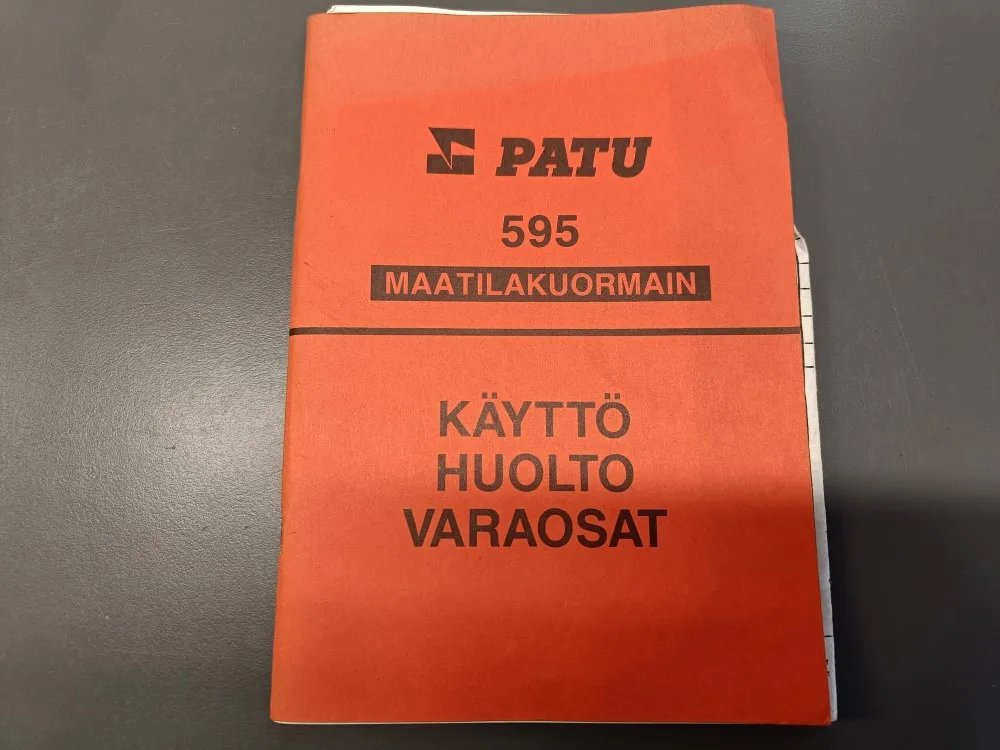 PATU
595
MAATILAKUORMAIN
KÄYTTÖ
HUOLTO
VARAOSAT